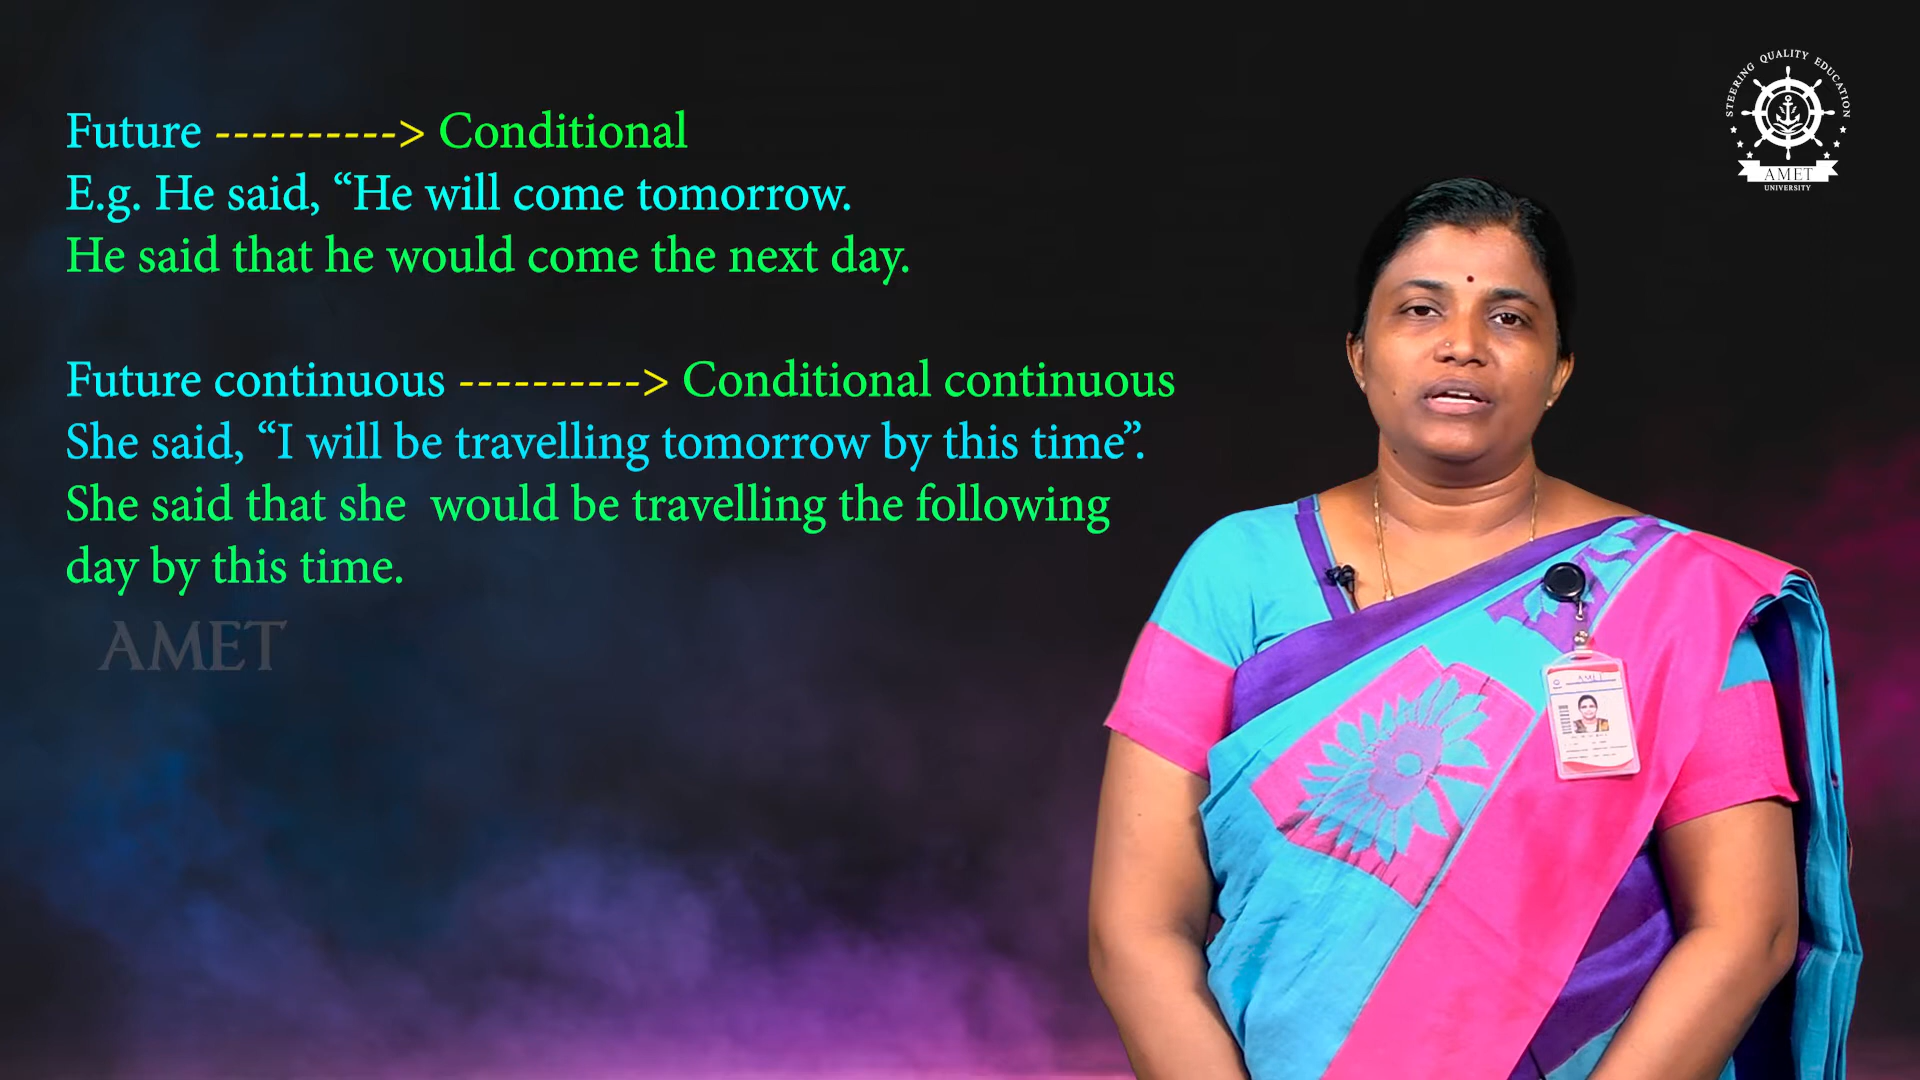 Future ----------> Conditional
E.g. He said, “He will come tomorrow.
He said that he would come the next day.
Future continuous ----------> Conditional continuous
She said, “I will be travelling tomorrow by this time”.
She said that she  would be travelling the following
day by this time.
AMET
STEERING QUALITY EDUCATION
AMET
UNIVERSITY
AMET